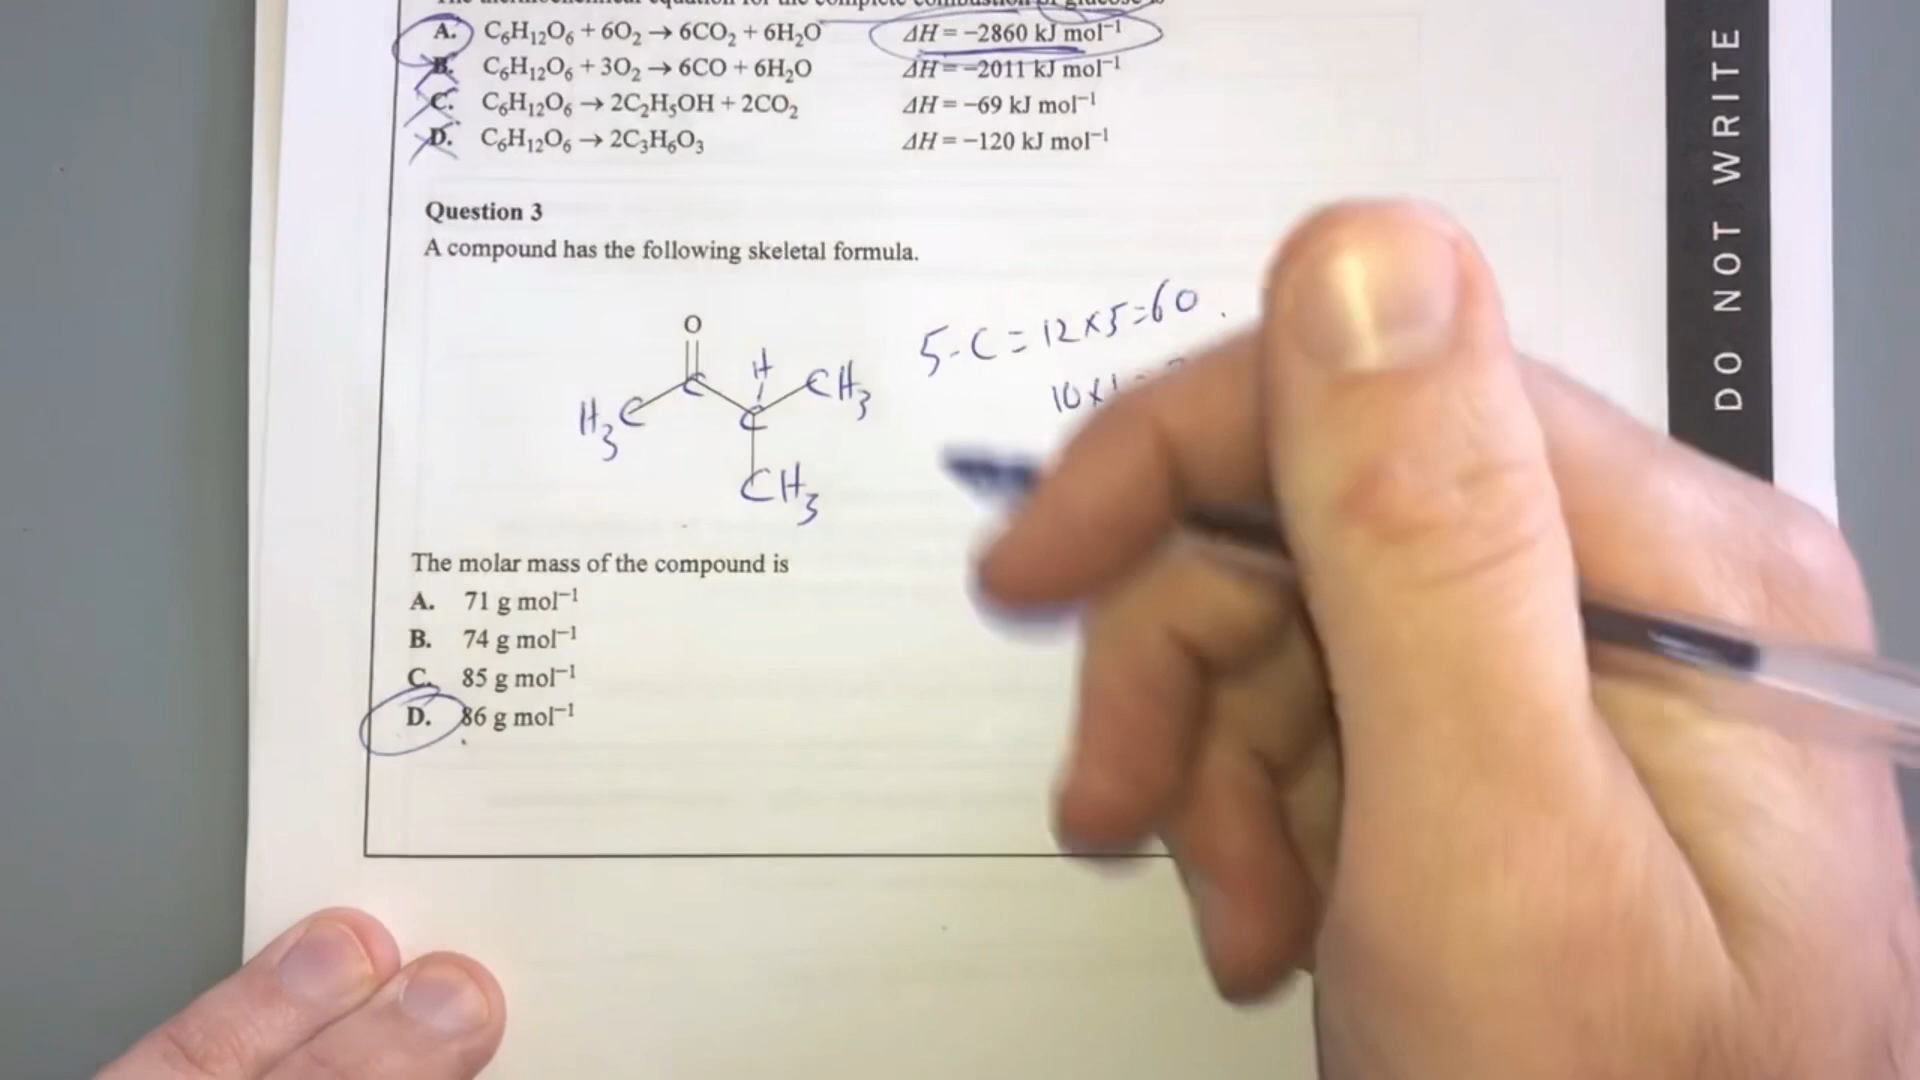 A. C₆H₁₂O₆ + 6O₂ → 6CO₂ + 6H₂O ΔH = −2860 kJ mol⁻¹
B. C₆H₁₂O₆ + 3O₂ → 6CO + 6H₂O ΔH = −2011 kJ mol⁻¹
C. C₆H₁₂O₆ → 2C₂H₅OH + 2CO₂ ΔH = −69 kJ mol⁻¹
D. C₆H₁₂O₆ → 2C₃H₆O₃ ΔH = −120 kJ mol⁻¹
Question 3
A compound has the following skeletal formula.
O
H
H₃C C C CH₃
CH₃
5-C = 12×5=60
10×1
The molar mass of the compound is
A. 71 g mol⁻¹
B. 74 g mol⁻¹
C. 85 g mol⁻¹
D. 86 g mol⁻¹
DO NOT WRITE